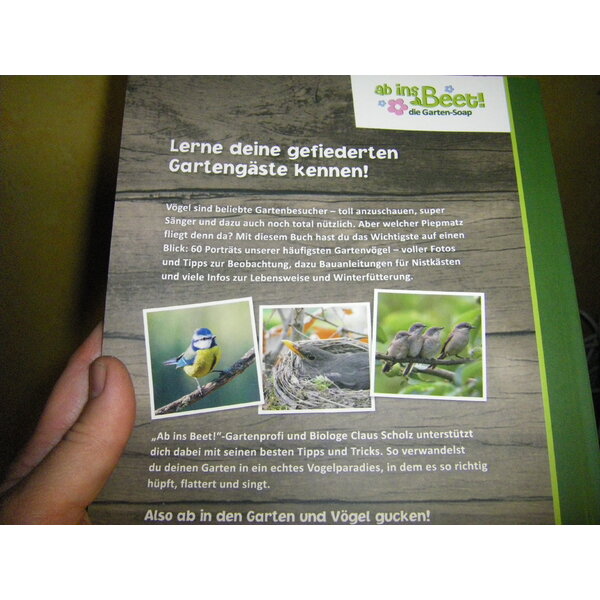 ab ins
Beet!
die Garten-Soap
Lerne deine gefiederten
Gartengäste kennen!
Vögel sind beliebte Gartenbesucher – toll anzuschauen, super
Sänger und dazu auch noch total nützlich. Aber welcher Piepmatz
fliegt denn da? Mit diesem Buch hast du das Wichtigste auf einen
Blick: 60 Porträts unserer häufigsten Gartenvögel – voller Fotos
und Tipps zur Beobachtung, dazu Bauanleitungen für Nistkästen
und viele Infos zur Lebensweise und Winterfütterung.
„Ab ins Beet!“-Gartenprofi und Biologe Claus Scholz unterstützt
dich dabei mit seinen besten Tipps und Tricks. So verwandelst
du deinen Garten in ein echtes Vogelparadies, in dem es so richtig
hüpft, flattert und singt.
Also ab in den Garten und Vögel gucken!